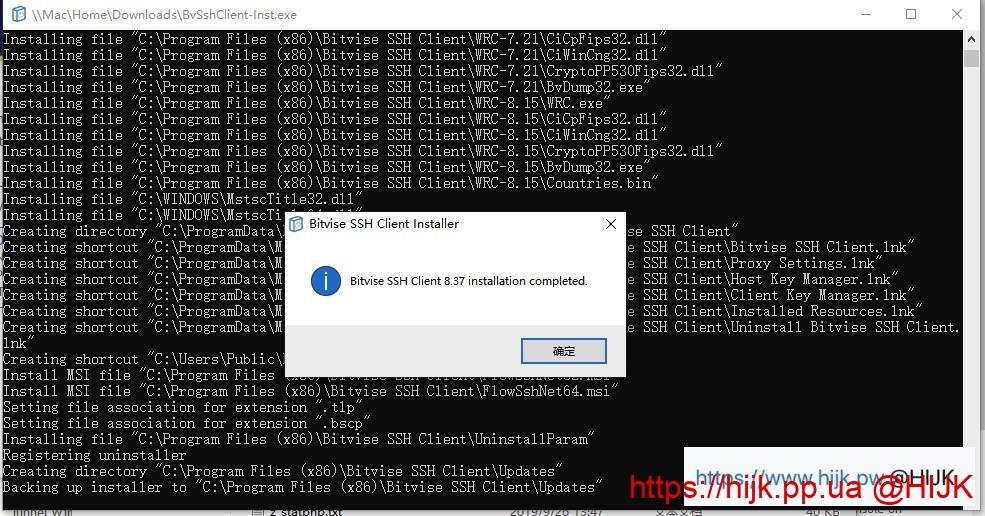 \\Mac\Home\Downloads\BvSshClient-Inst.exe
Installing file "C:\Program Files (x86)\Bitvise SSH Client\WRC-7.21\CiCpFips32.dll"
Installing file "C:\Program Files (x86)\Bitvise SSH Client\WRC-7.21\CiWinCng32.dll"
Installing file "C:\Program Files (x86)\Bitvise SSH Client\WRC-7.21\CryptoPP530Fips32.dll"
Installing file "C:\Program Files (x86)\Bitvise SSH Client\WRC-7.21\BvDump32.exe"
Installing file "C:\Program Files (x86)\Bitvise SSH Client\WRC-8.15\WRC.exe"
Installing file "C:\Program Files (x86)\Bitvise SSH Client\WRC-8.15\CiCpFips32.dll"
Installing file "C:\Program Files (x86)\Bitvise SSH Client\WRC-8.15\CiWinCng32.dll"
Installing file "C:\Program Files (x86)\Bitvise SSH Client\WRC-8.15\CryptoPP530Fips32.dll"
Installing file "C:\Program Files (x86)\Bitvise SSH Client\WRC-8.15\BvDump32.exe"
Installing file "C:\Program Files (x86)\Bitvise SSH Client\WRC-8.15\Countries.bin"
Installing file "C:\WINDOWS\MstscTitle32.dll"
Installing file "C:\WINDOWS\MstscTi
Creating directory "C:\ProgramData\ se SSH Client"
Creating shortcut "C:\ProgramData\M se SSH Client\Bitvise SSH Client.lnk"
Creating shortcut "C:\ProgramData\M se SSH Client\Proxy Settings.lnk"
Creating shortcut "C:\ProgramData\M se SSH Client\Host Key Manager.lnk"
Creating shortcut "C:\ProgramData\M se SSH Client\Client Key Manager.lnk"
Creating shortcut "C:\ProgramData\M se SSH Client\Installed Resources.lnk"
Creating shortcut "C:\ProgramData\M se SSH Client\Uninstall Bitvise SSH Client.
lnk"
Creating shortcut "C:\Users\Public\
Install MSI file "C:\Program Files (x86)\Bitvise SSH Client\FlowSshNet32.msi"
Install MSI file "C:\Program Files (x86)\Bitvise SSH Client\FlowSshNet64.msi"
Setting file association for extension ".tlp"
Setting file association for extension ".bscp"
Installing file "C:\Program Files (x86)\Bitvise SSH Client\UninstallParam"
Registering uninstaller
Creating directory "C:\Program Files (x86)\Bitvise SSH Client\Updates"
Backing up installer to "C:\Program Files (x86)\Bitvise SSH Client\Updates"
Bitvise SSH Client Installer
Bitvise SSH Client 8.37 installation completed.
确定
https://www.hijk.pw @HIJK
https://hijk.pp.ua @HIJK